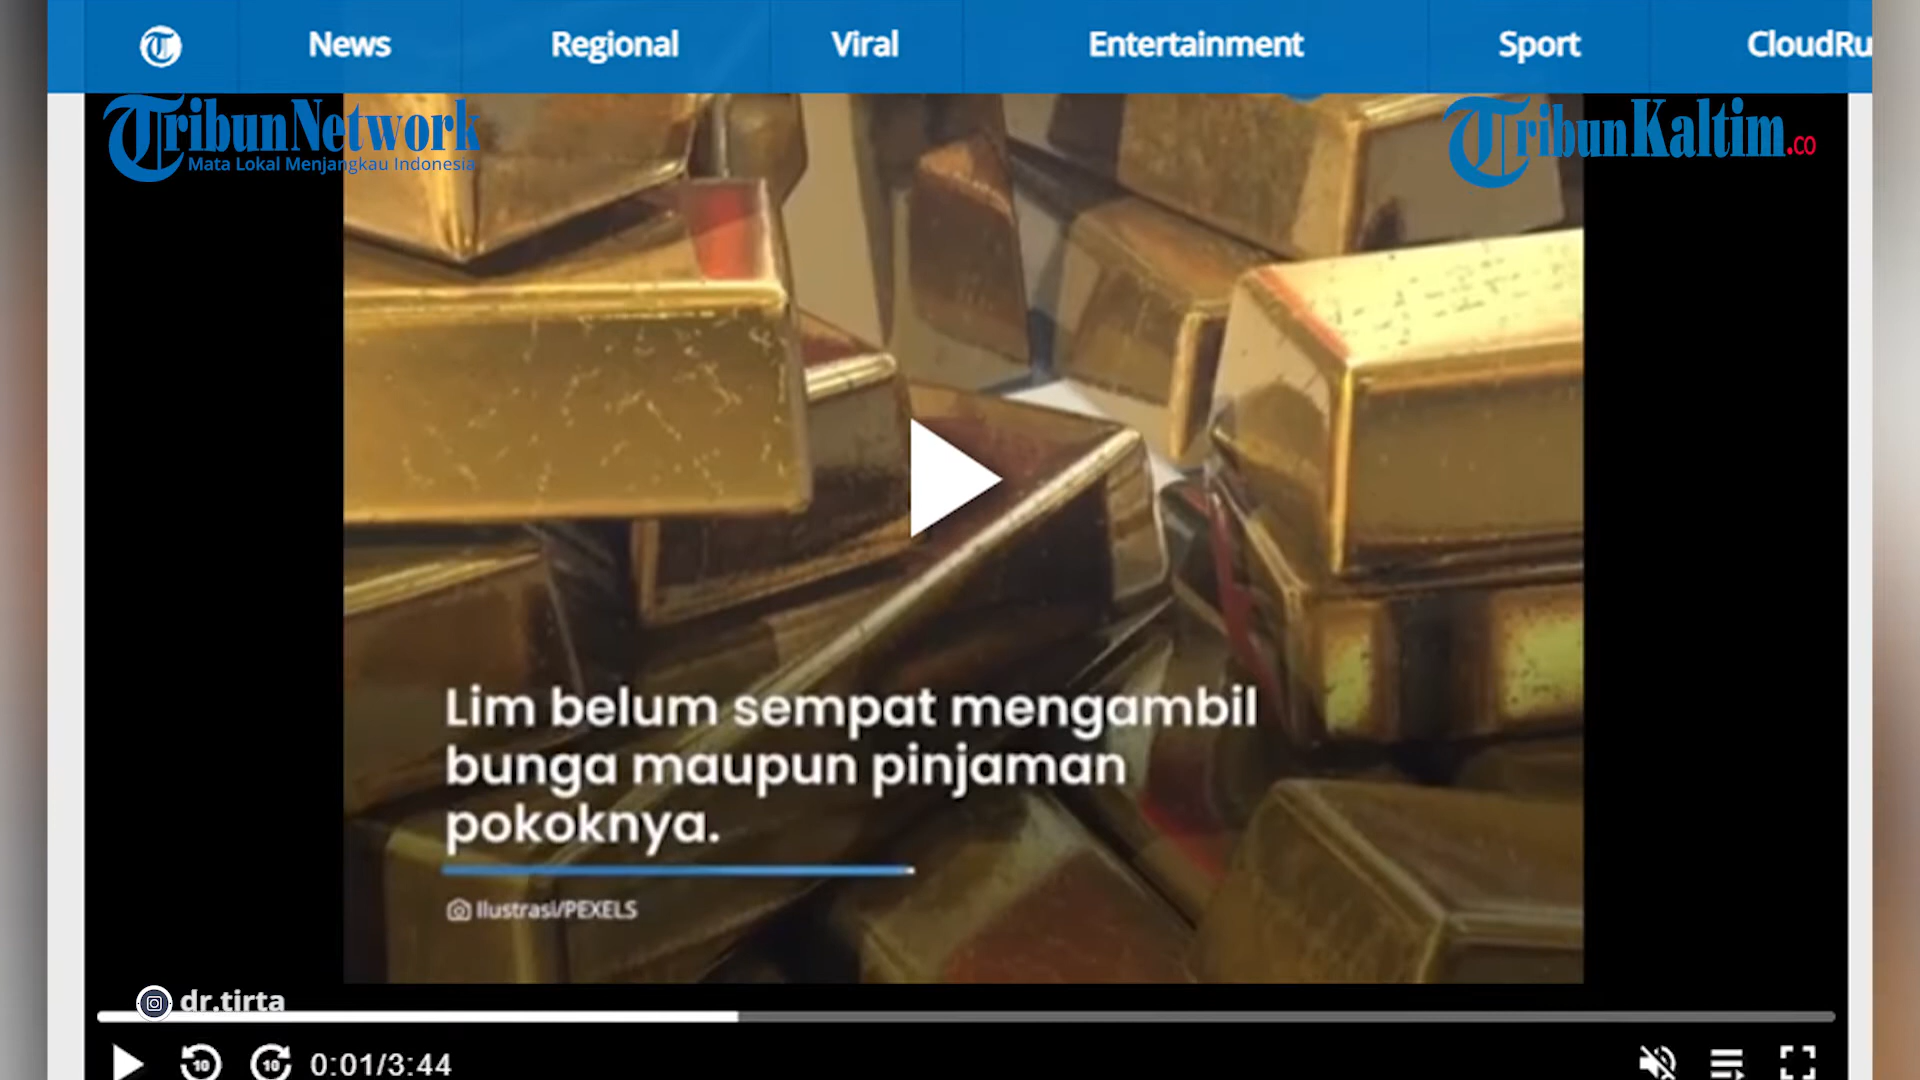 News Regional Viral Entertainment Sport CloudRu
TribunNetwork
Mata Lokal Menjangkau Indonesia
TribunKaltim.co
Lim belum sempat mengambil
bunga maupun pinjaman
pokoknya.
Ilustrasi/PEXELS
dr.tirta
10 10 0:01/3:44